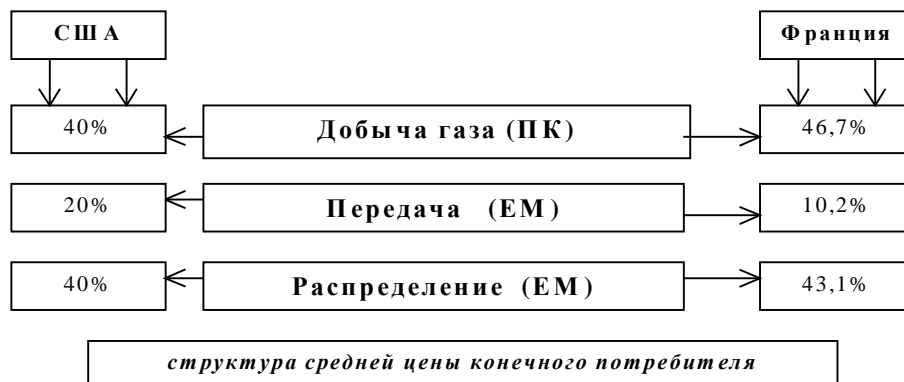 США Франция
40% Добыча газа (ПК) 46,7%
20% Передача (ЕМ) 10,2%
40% Распределение (ЕМ) 43,1%
структура средней цены конечного потребителя